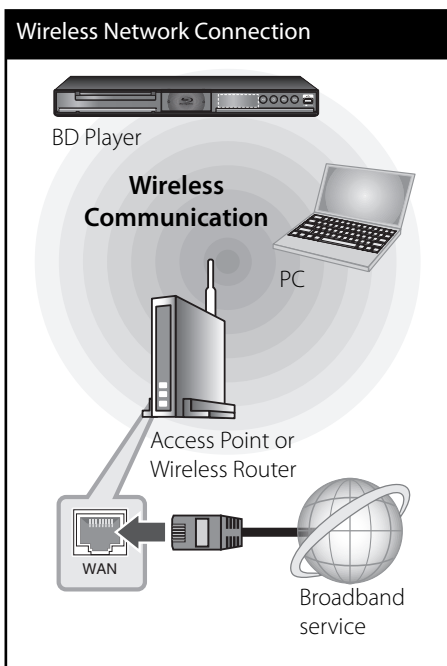 Wireless Network Connection
BD Player
Wireless
Communication
PC
Access Point or
Wireless Router
WAN
Broadband
service